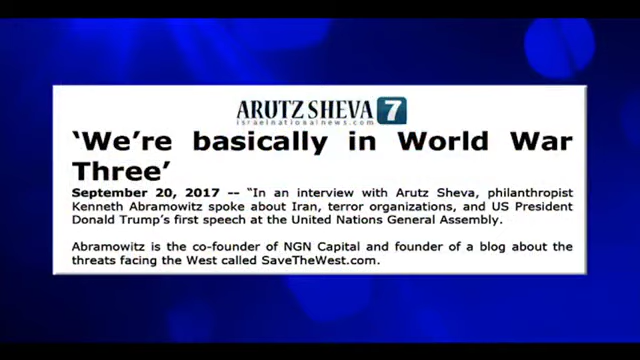 ARUTZ SHEVA 7
israelnationalnews.com
‘We’re basically in World War
Three’
September 20, 2017 -- “In an interview with Arutz Sheva, philanthropist
Kenneth Abramowitz spoke about Iran, terror organizations, and US President
Donald Trump’s first speech at the United Nations General Assembly.
Abramowitz is the co-founder of NGN Capital and founder of a blog about the
threats facing the West called SaveTheWest.com.